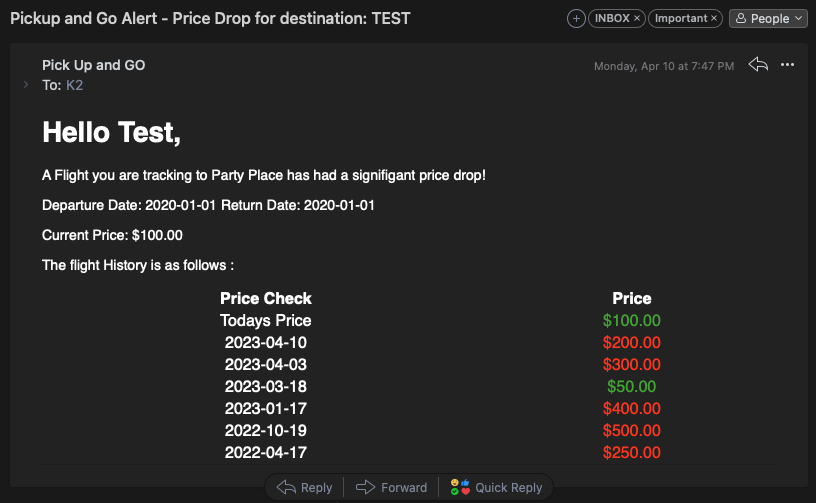 Pickup and Go Alert - Price Drop for destination: TEST
+ INBOX × Important × People
Pick Up and GO
Monday, Apr 10 at 7:47 PM
To: K2
Hello Test,
A Flight you are tracking to Party Place has had a signifigant price drop!
Departure Date: 2020-01-01 Return Date: 2020-01-01
Current Price: $100.00
The flight History is as follows :
Price Check Price
Todays Price $100.00
2023-04-10 $200.00
2023-04-03 $300.00
2023-03-18 $50.00
2023-01-17 $400.00
2022-10-19 $500.00
2022-04-17 $250.00
Reply Forward Quick Reply